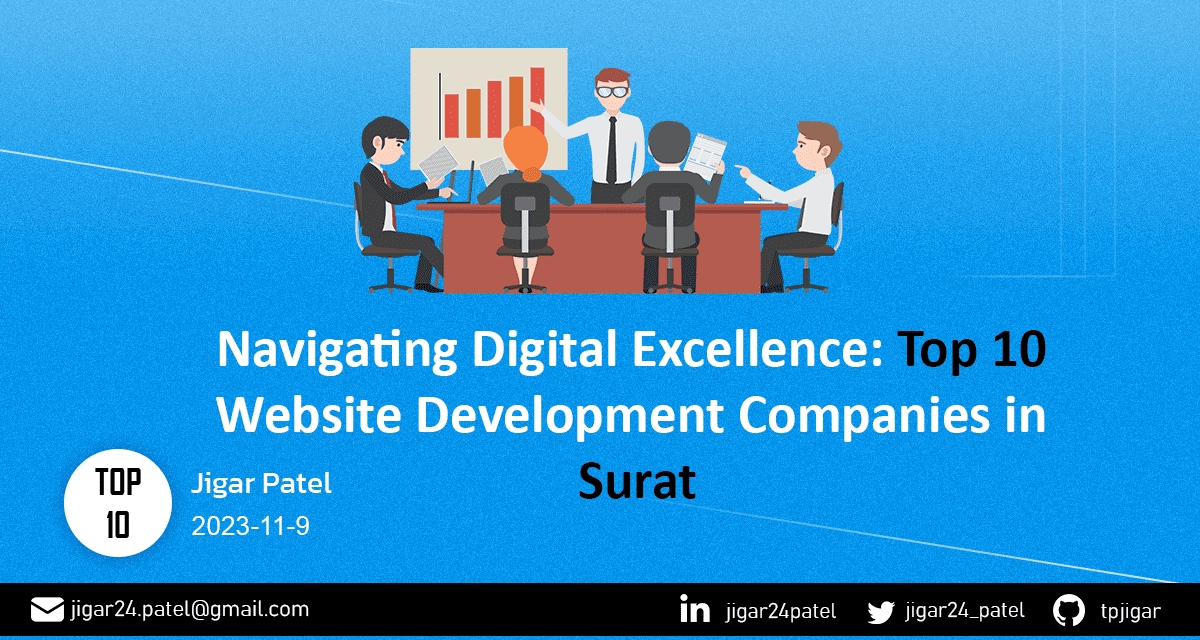 Navigating Digital Excellence: Top 10
Website Development Companies in
Surat
TOP
10
Jigar Patel
2023-11-9
jigar24.patel@gmail.com
jigar24patel
jigar24_patel
tpjigar